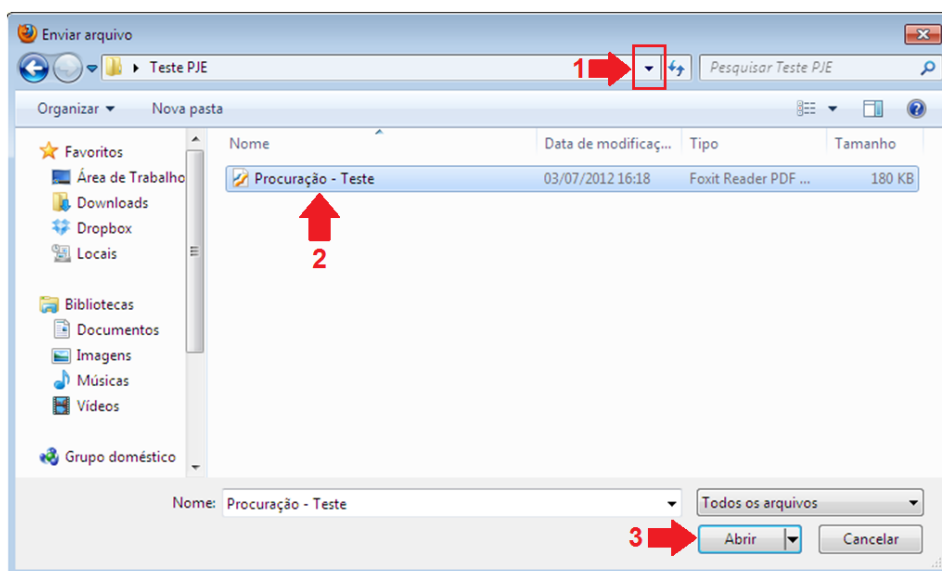 Enviar arquivo
Teste PJE
1
Pesquisar Teste PJE
Organizar
Nova pasta
Nome
Data de modificaç...
Tipo
Tamanho
Favoritos
Área de Trabalho
Downloads
Dropbox
Locais
Bibliotecas
Documentos
Imagens
Músicas
Vídeos
Grupo doméstico
Procuração - Teste
03/07/2012 16:18
Foxit Reader PDF ...
180 KB
2
Nome:
Procuração - Teste
Todos os arquivos
3
Abrir
Cancelar